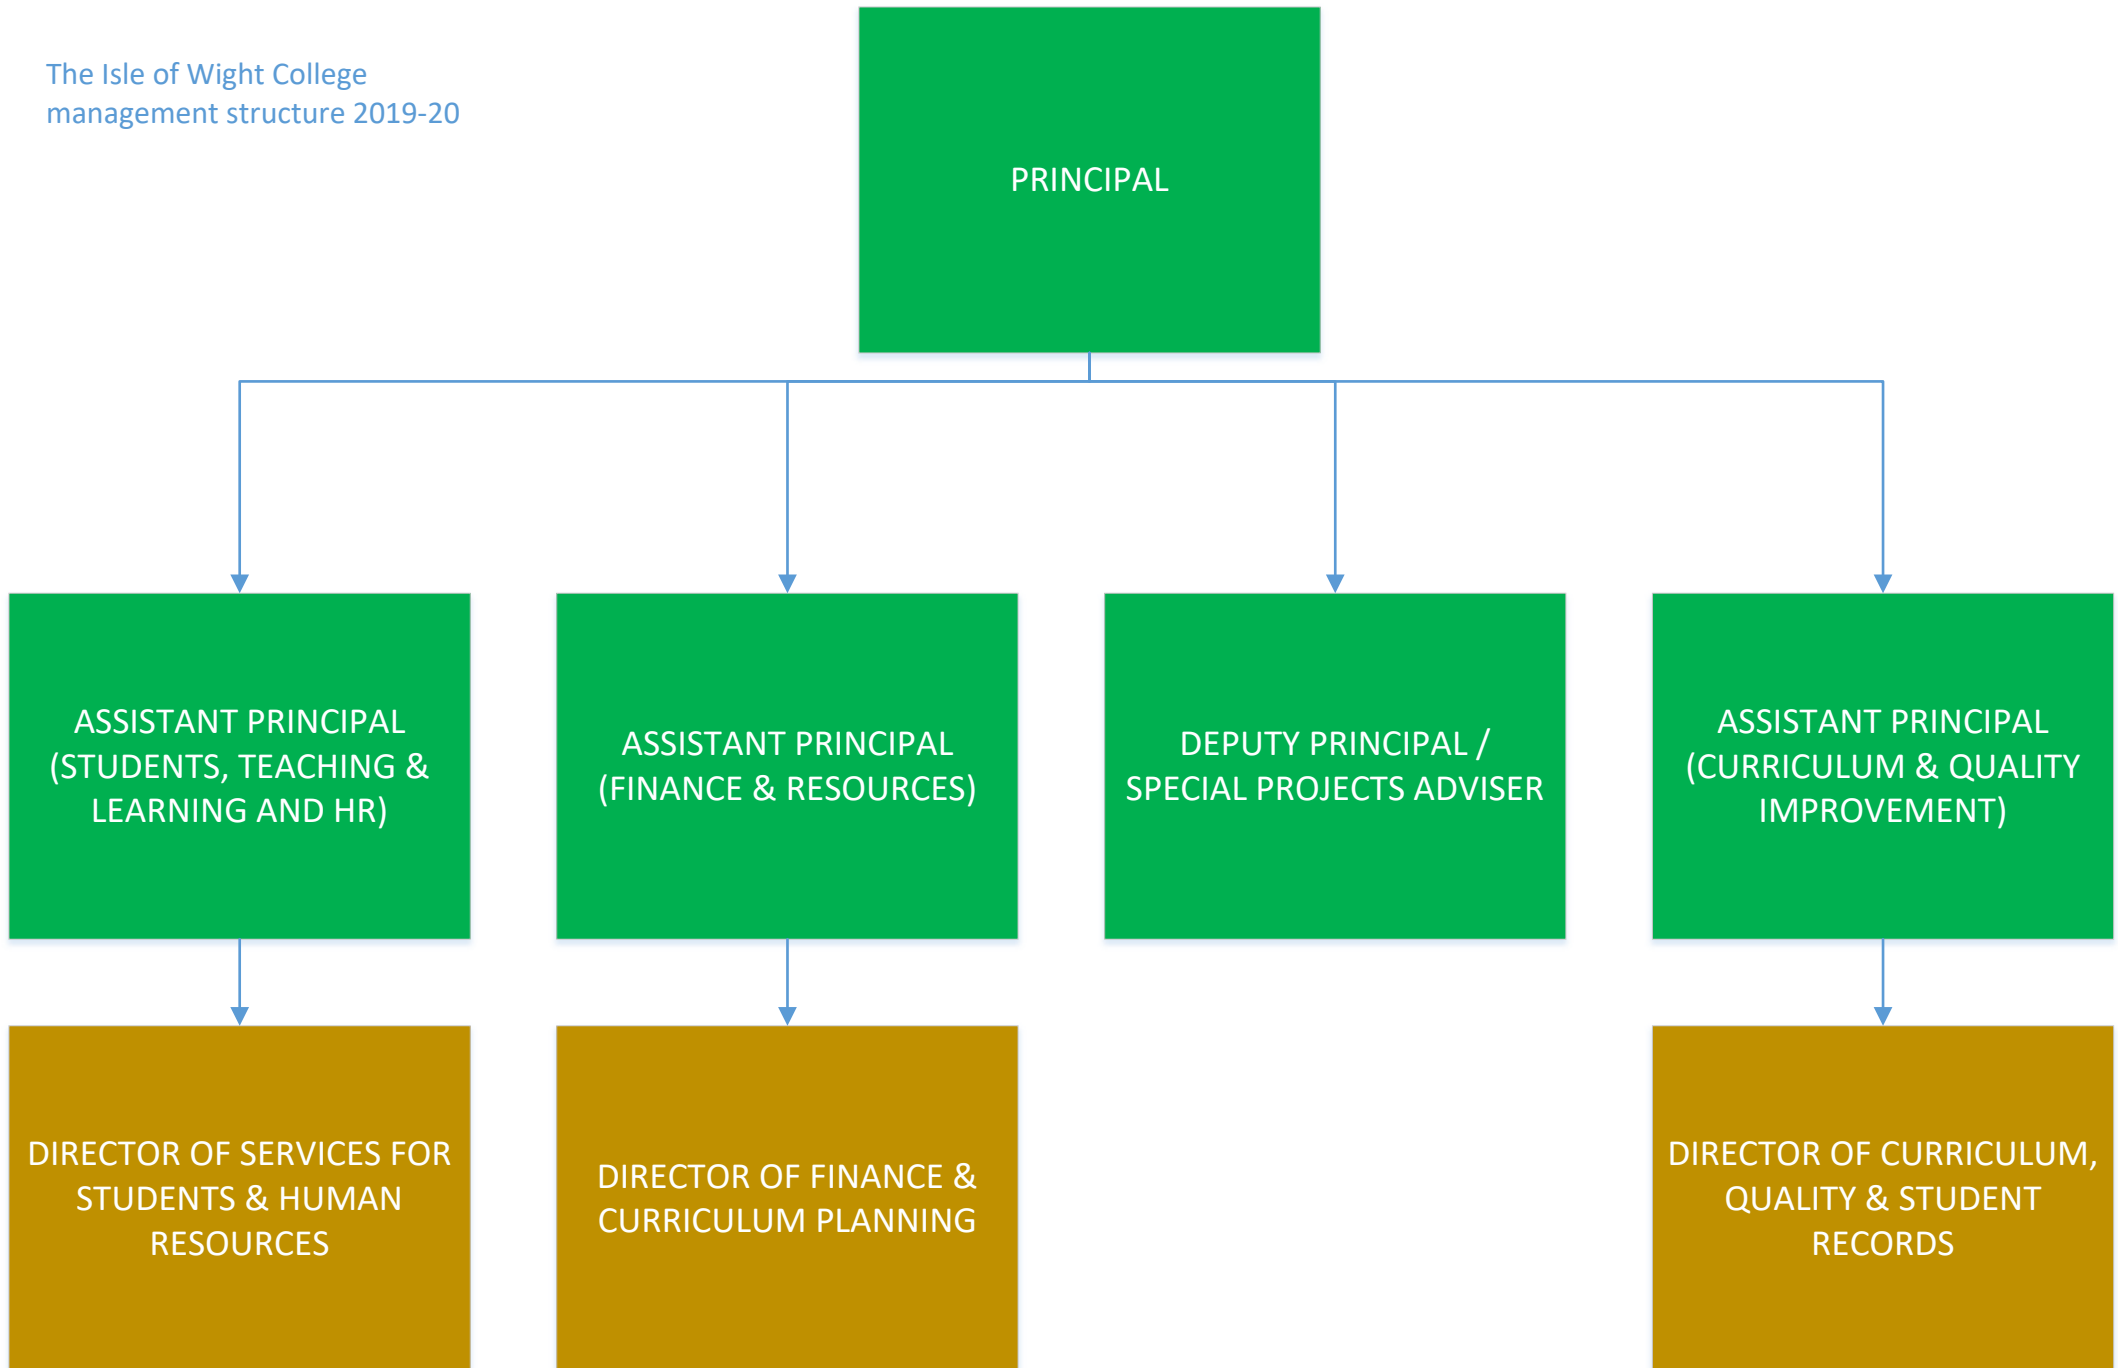 The Isle of Wight College
management structure 2019-20
PRINCIPAL
ASSISTANT PRINCIPAL
(STUDENTS, TEACHING &
LEARNING AND HR)
ASSISTANT PRINCIPAL
(FINANCE & RESOURCES)
DEPUTY PRINCIPAL /
SPECIAL PROJECTS ADVISER
ASSISTANT PRINCIPAL
(CURRICULUM & QUALITY
IMPROVEMENT)
DIRECTOR OF SERVICES FOR
STUDENTS & HUMAN
RESOURCES
DIRECTOR OF FINANCE &
CURRICULUM PLANNING
DIRECTOR OF CURRICULUM,
QUALITY & STUDENT
RECORDS